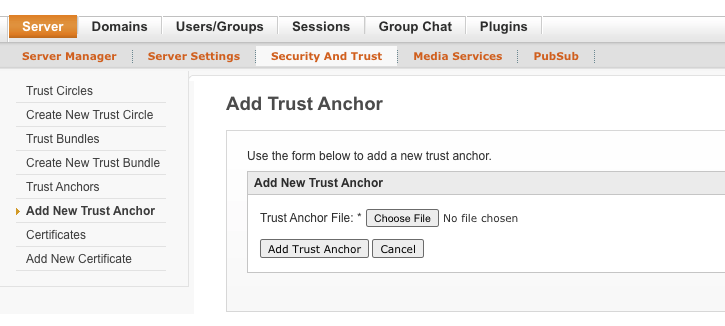 Server Domains Users/Groups Sessions Group Chat Plugins
Server Manager Server Settings Security And Trust Media Services PubSub
Trust Circles
Create New Trust Circle
Trust Bundles
Create New Trust Bundle
Trust Anchors
Add New Trust Anchor
Certificates
Add New Certificate
Add Trust Anchor
Use the form below to add a new trust anchor.
Add New Trust Anchor
Trust Anchor File: * Choose File No file chosen
Add Trust Anchor Cancel